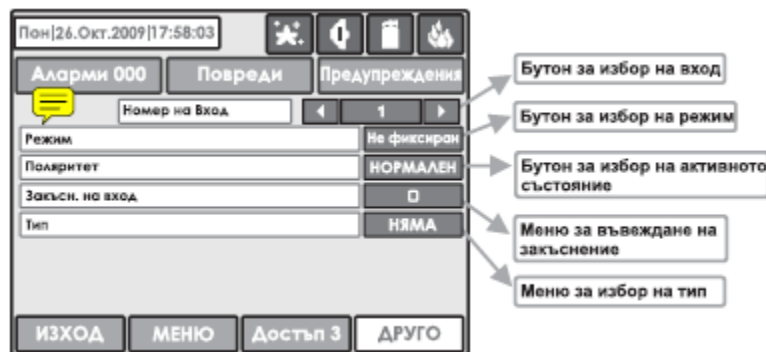 Пон|26.Окт.2009|17:58:03
Аларми 000 Повреди Предупреждения
Номер на Вход 1
Бутон за избор на вход
Режим Не фиксиран
Бутон за избор на режим
Поляритет НОРМАЛЕН
Бутон за избор на активното
състояние
Закъсн. на вход 0
Меню за въвеждане на
закъснение
Тип НЯМА
Меню за избор на тип
ИЗХОД МЕНЮ Достъп 3 ДРУГО